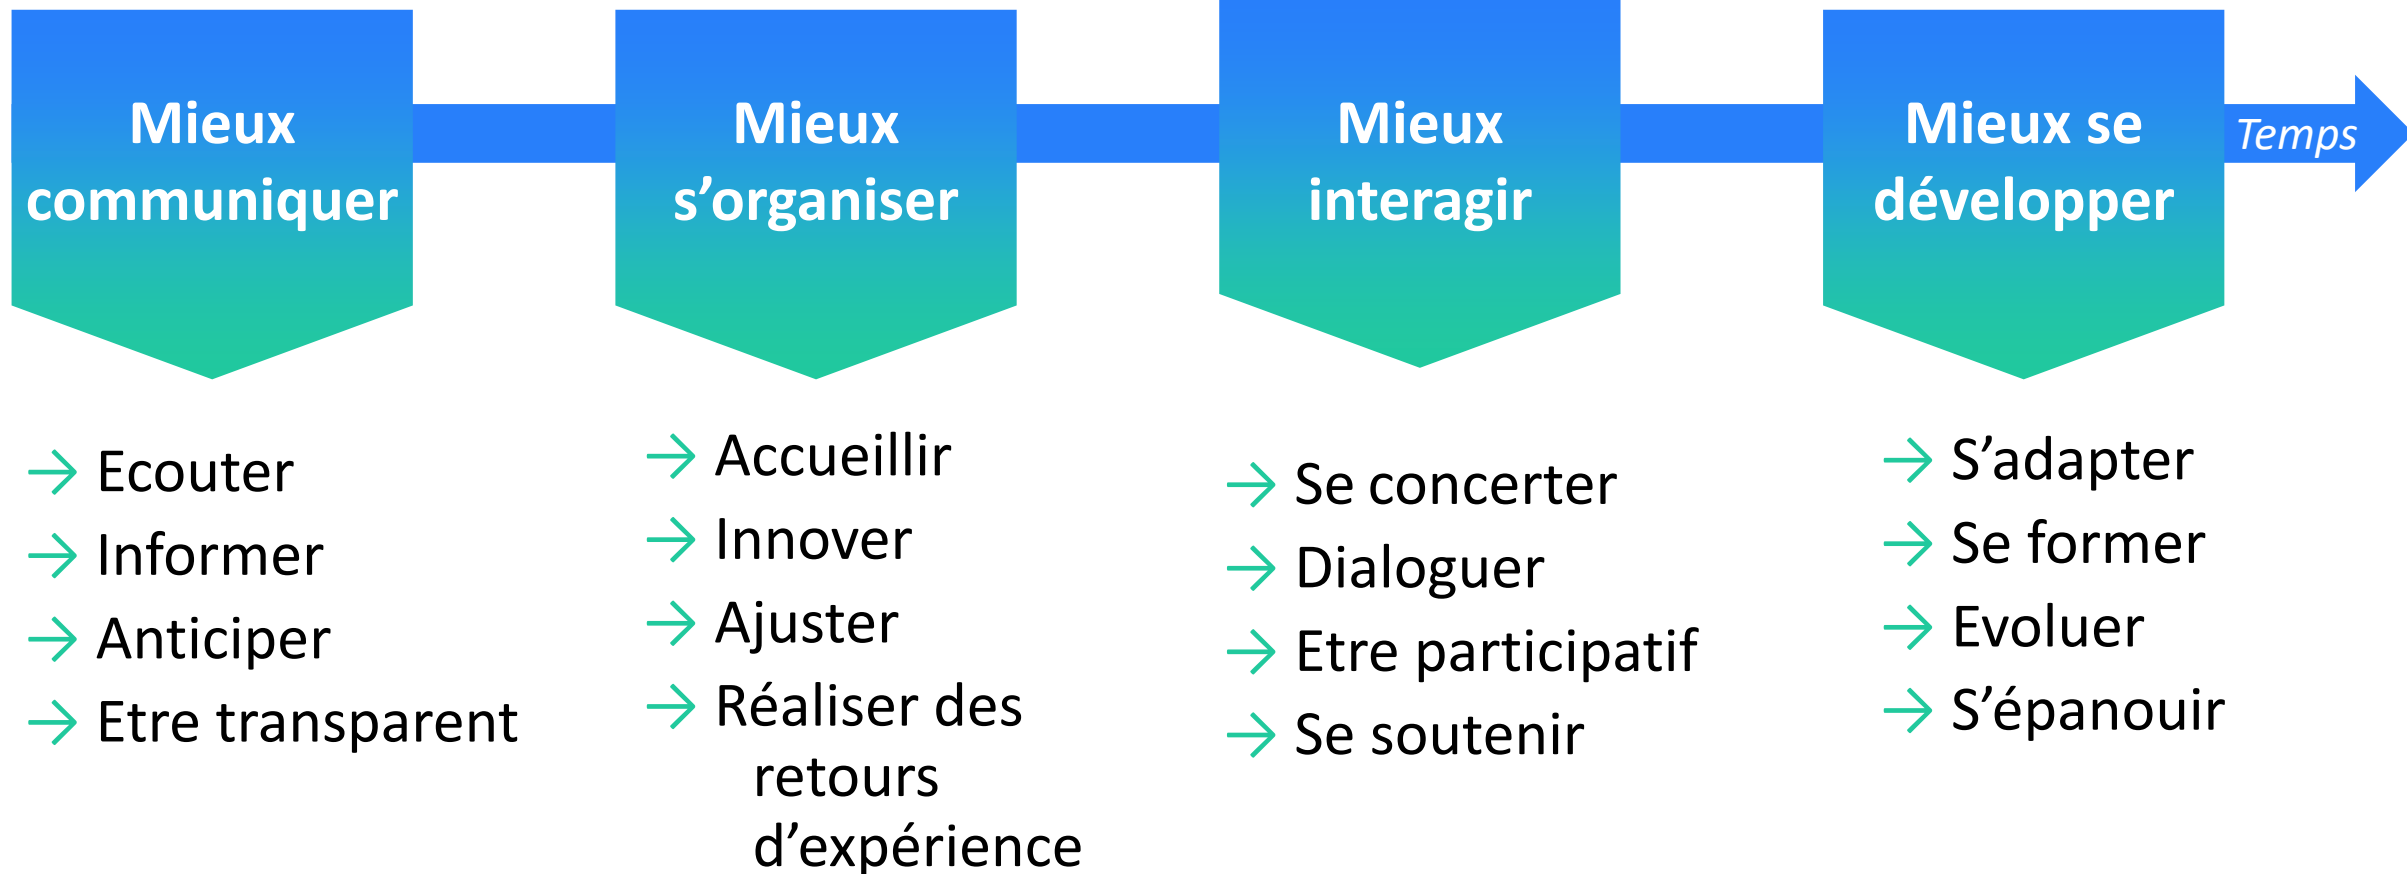 Mieux
communiquer
Mieux
s’organiser
Mieux
interagir
Mieux se
développer
Temps
Ecouter
Informer
Anticiper
Etre transparent
Accueillir
Innover
Ajuster
Réaliser des
retours
d’expérience
Se concerter
Dialoguer
Etre participatif
Se soutenir
S’adapter
Se former
Evoluer
S’épanouir